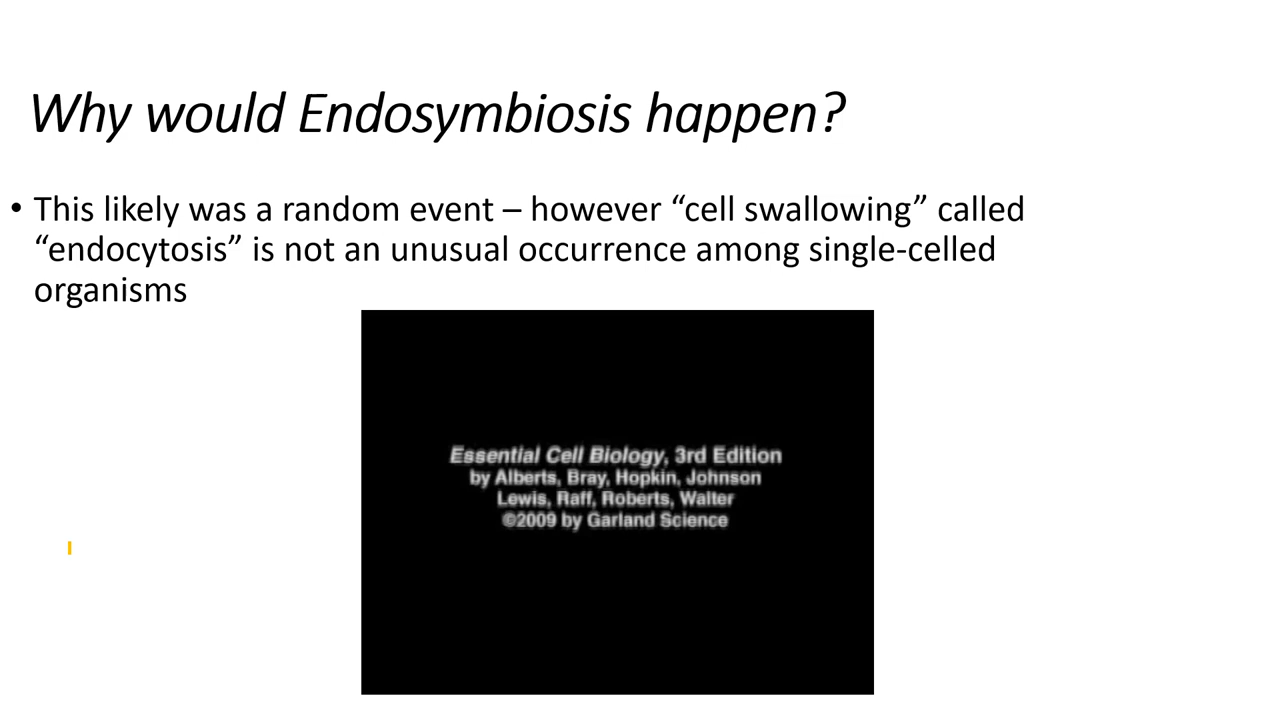 Why would Endosymbiosis happen?
• This likely was a random event – however “cell swallowing” called
“endocytosis” is not an unusual occurrence among single-celled
organisms
Essential Cell Biology, 3rd Edition
by Alberts, Bray, Hopkin, Johnson
Lewis, Raff, Roberts, Walter
©2009 by Garland Science